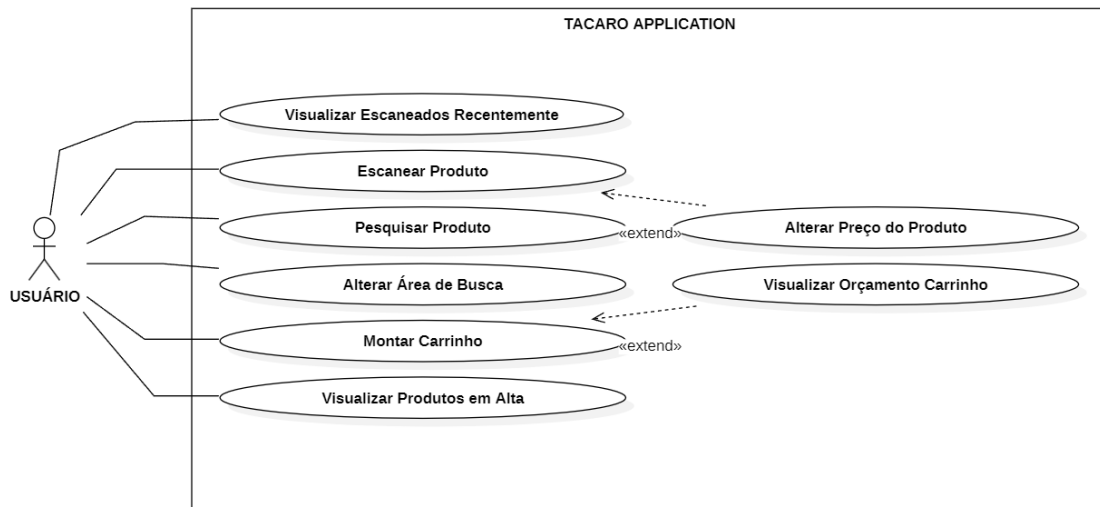 TACARO APPLICATION
Visualizar Escaneados Recentemente
Escanear Produto
Pesquisar Produto
«extend»
Alterar Preço do Produto
Alterar Área de Busca
Visualizar Orçamento Carrinho
USUÁRIO
Montar Carrinho
«extend»
Visualizar Produtos em Alta